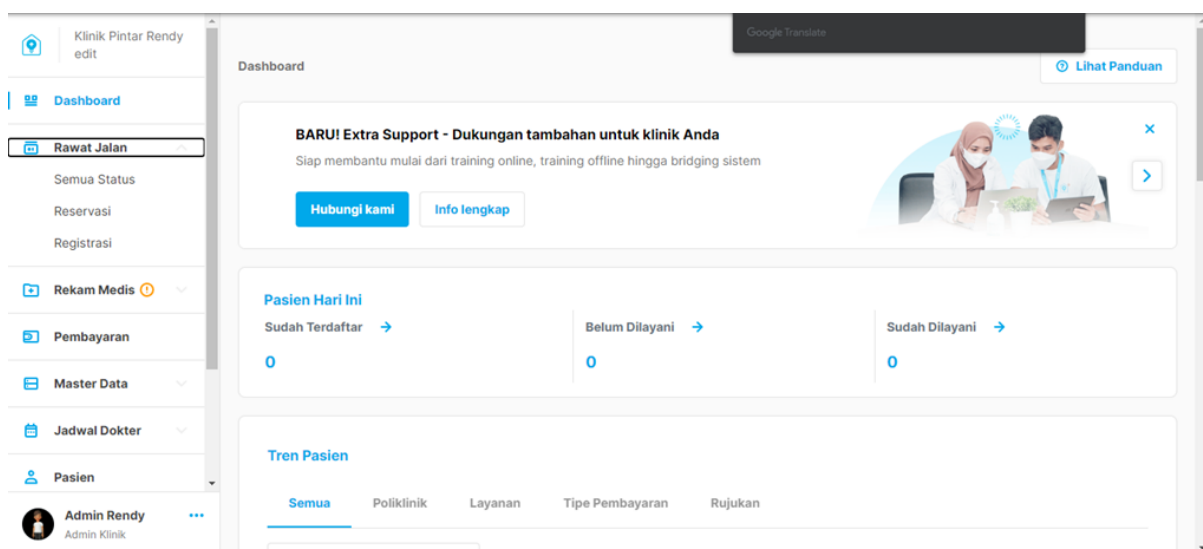 Klinik Pintar Rendy
edit
Dashboard
Rawat Jalan
Semua Status
Reservasi
Registrasi
Rekam Medis
Pembayaran
Master Data
Jadwal Dokter
Pasien
Admin Rendy
Admin Klinik
Google Translate
Dashboard
Lihat Panduan
BARU! Extra Support - Dukungan tambahan untuk klinik Anda
Siap membantu mulai dari training online, training offline hingga bridging sistem
Hubungi kami Info lengkap
Pasien Hari Ini
Sudah Terdaftar → Belum Dilayani → Sudah Dilayani →
0 0 0
Tren Pasien
Semua Poliklinik Layanan Tipe Pembayaran Rujukan